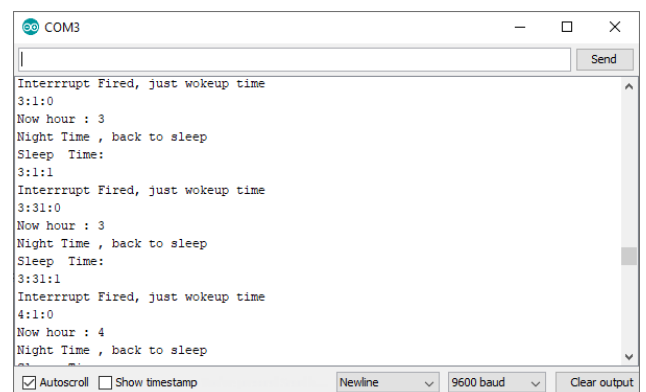 COM3
Send
Interrrupt Fired, just wokeup time
3:1:0
Now hour : 3
Night Time , back to sleep
Sleep  Time:
3:1:1
Interrrupt Fired, just wokeup time
3:31:0
Now hour : 3
Night Time , back to sleep
Sleep  Time:
3:31:1
Interrrupt Fired, just wokeup time
4:1:0
Now hour : 4
Night Time , back to sleep
Autoscroll Show timestamp Newline 9600 baud Clear output